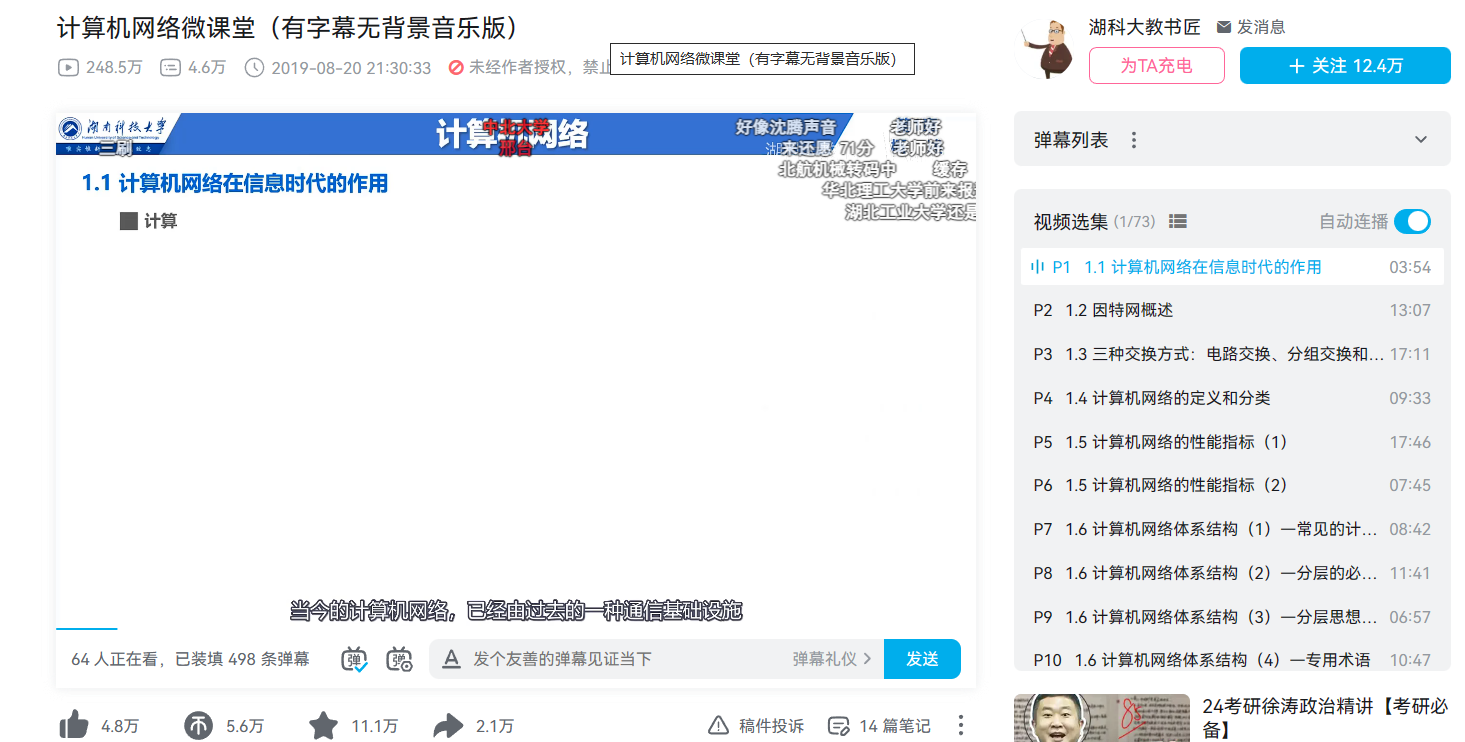 计算机网络微课堂（有字幕无背景音乐版）
248.5万 4.6万 2019-08-20 21:30:33 未经作者授权，禁止
计算机网络微课堂（有字幕无背景音乐版）
湖南科技大学
计算机网络
中北大学
邢台
三刷
好像沈腾声音
老师好
来还愿 71分
老师好
北航机械转码中
缓存
华北理工大学前来报
湖北工业大学还是
1.1 计算机网络在信息时代的作用
计算
当今的计算机网络，已经由过去的一种通信基础设施
64 人正在看，已装填 498 条弹幕
弹 弹
A 发个友善的弹幕见证当下
弹幕礼仪 >
发送
4.8万 5.6万 11.1万 2.1万
稿件投诉 14 篇笔记
湖科大教书匠 发消息
为TA充电
+ 关注 12.4万
弹幕列表
视频选集 (1/73) 自动连播
P1 1.1 计算机网络在信息时代的作用 03:54
P2 1.2 因特网概述 13:07
P3 1.3 三种交换方式：电路交换、分组交换和... 17:11
P4 1.4 计算机网络的定义和分类 09:33
P5 1.5 计算机网络的性能指标（1） 17:46
P6 1.5 计算机网络的性能指标（2） 07:45
P7 1.6 计算机网络体系结构（1）—常见的计... 08:42
P8 1.6 计算机网络体系结构（2）—分层的必... 11:41
P9 1.6 计算机网络体系结构（3）—分层思想... 06:57
P10 1.6 计算机网络体系结构（4）—专用术语 10:47
24考研徐涛政治精讲【考研必
备】